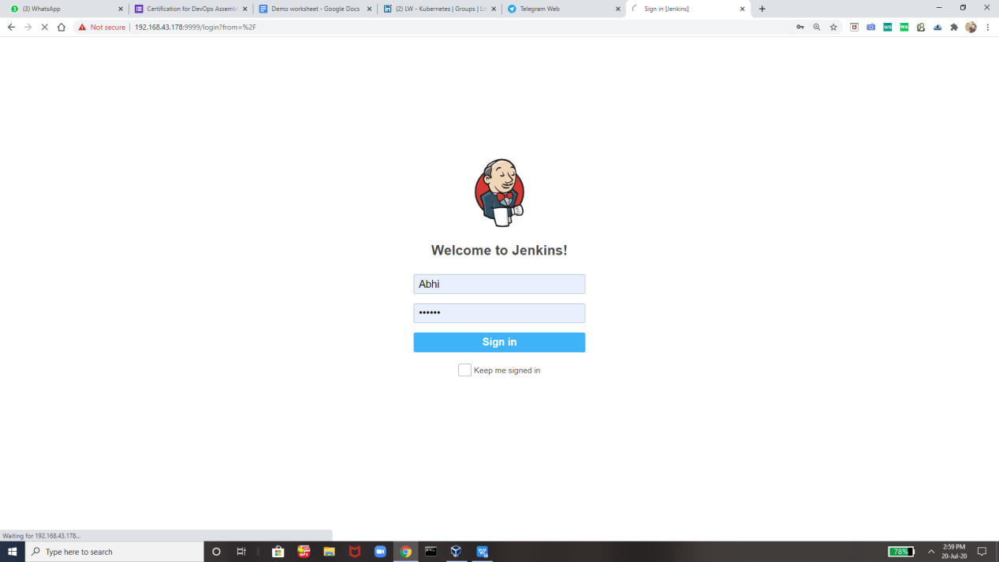 (3) WhatsApp
Certification for DevOps Assembl
Demo worksheet - Google Docs
(2) LW - Kubernetes | Groups | Li
Telegram Web
Sign in [Jenkins]
Not secure
192.168.43.178:9999/login?from=%2F
Welcome to Jenkins!
Abhi
Sign in
Keep me signed in
Waiting for 192.168.43.178...
Type here to search
78%
2:59 PM
20-Jul-20